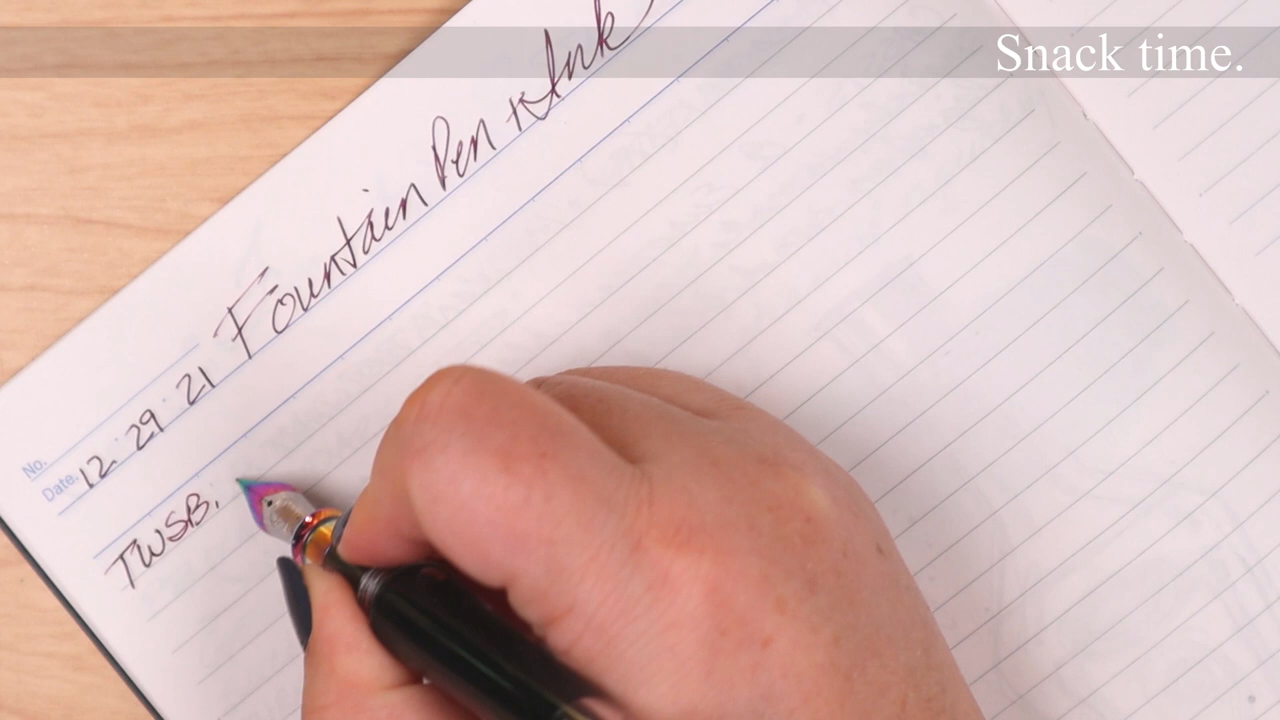 Snack time.
Fountain Pen & Ink
No.
Date. 12 29 21
TWSB,